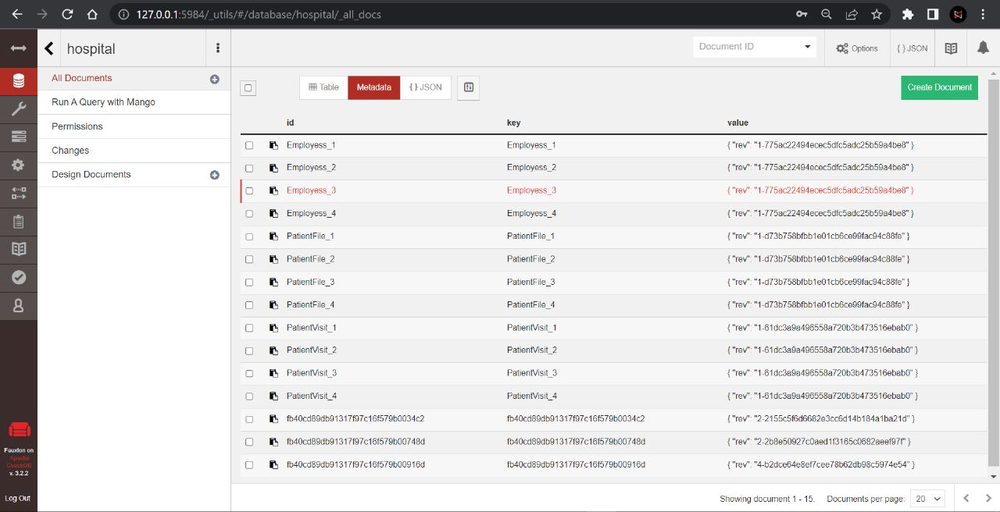 127.0.0.1:5984/_utils/#/database/hospital/_all_docs
hospital
Document ID
Options
{ } JSON
All Documents
Run A Query with Mango
Permissions
Changes
Design Documents
Table
Metadata
{ } JSON
Create Document
id key value
Employess_1 Employess_1 { "rev": "1-775ac22494ecec5dfc5adc25b59a4be8" }
Employess_2 Employess_2 { "rev": "1-775ac22494ecec5dfc5adc25b59a4be8" }
Employess_3 Employess_3 { "rev": "1-775ac22494ecec5dfc5adc25b59a4be8" }
Employess_4 Employess_4 { "rev": "1-775ac22494ecec5dfc5adc25b59a4be8" }
PatientFile_1 PatientFile_1 { "rev": "1-d73b758bfbb1e01cb6ce99fac94c88fe" }
PatientFile_2 PatientFile_2 { "rev": "1-d73b758bfbb1e01cb6ce99fac94c88fe" }
PatientFile_3 PatientFile_3 { "rev": "1-d73b758bfbb1e01cb6ce99fac94c88fe" }
PatientFile_4 PatientFile_4 { "rev": "1-d73b758bfbb1e01cb6ce99fac94c88fe" }
PatientVisit_1 PatientVisit_1 { "rev": "1-61dc3a9a496558a720b3b473516ebab0" }
PatientVisit_2 PatientVisit_2 { "rev": "1-61dc3a9a496558a720b3b473516ebab0" }
PatientVisit_3 PatientVisit_3 { "rev": "1-61dc3a9a496558a720b3b473516ebab0" }
PatientVisit_4 PatientVisit_4 { "rev": "1-61dc3a9a496558a720b3b473516ebab0" }
fb40cd89db91317f97c16f579b0034c2 fb40cd89db91317f97c16f579b0034c2 { "rev": "2-2155c5f6d6682e3cc6d14b184a1ba21d" }
fb40cd89db91317f97c16f579b00748d fb40cd89db91317f97c16f579b00748d { "rev": "2-2b8e50927c0aed1f3165c0682aeef97f" }
fb40cd89db91317f97c16f579b00916d fb40cd89db91317f97c16f579b00916d { "rev": "4-b2dce64e8ef7cee78b62db98c5974e54" }
Fauxton on
Apache
CouchDB
v. 3.2.2
Log Out
Showing document 1 - 15.
Documents per page: 20